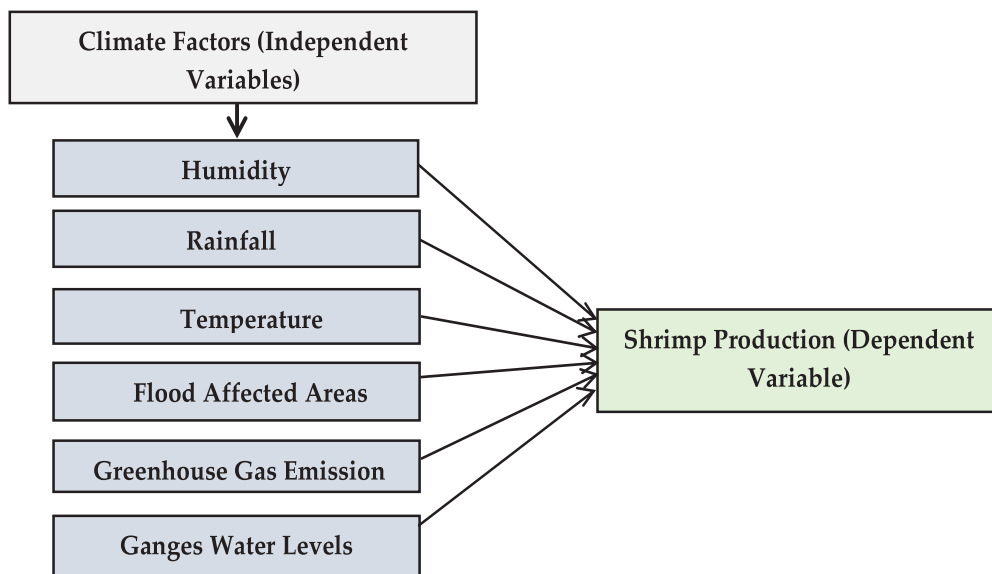 Climate Factors (Independent
Variables)
Humidity
Rainfall
Temperature
Flood Affected Areas
Greenhouse Gas Emission
Ganges Water Levels
Shrimp Production (Dependent
Variable)